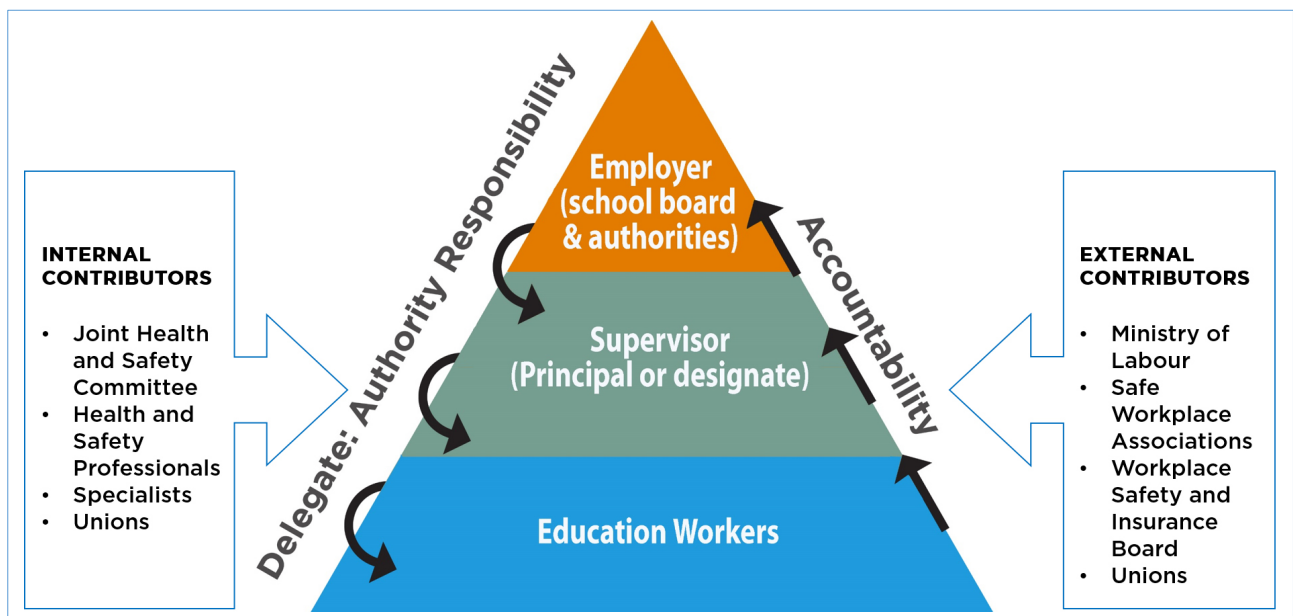 INTERNAL
CONTRIBUTORS
• Joint Health
and Safety
Committee
• Health and
Safety
Professionals
• Specialists
• Unions
Delegate: Authority Responsibility
Employer
(school board
& authorities)
Supervisor
(Principal or designate)
Education Workers
Accountability
EXTERNAL
CONTRIBUTORS
• Ministry of
Labour
• Safe
Workplace
Associations
• Workplace
Safety and
Insurance
Board
• Unions